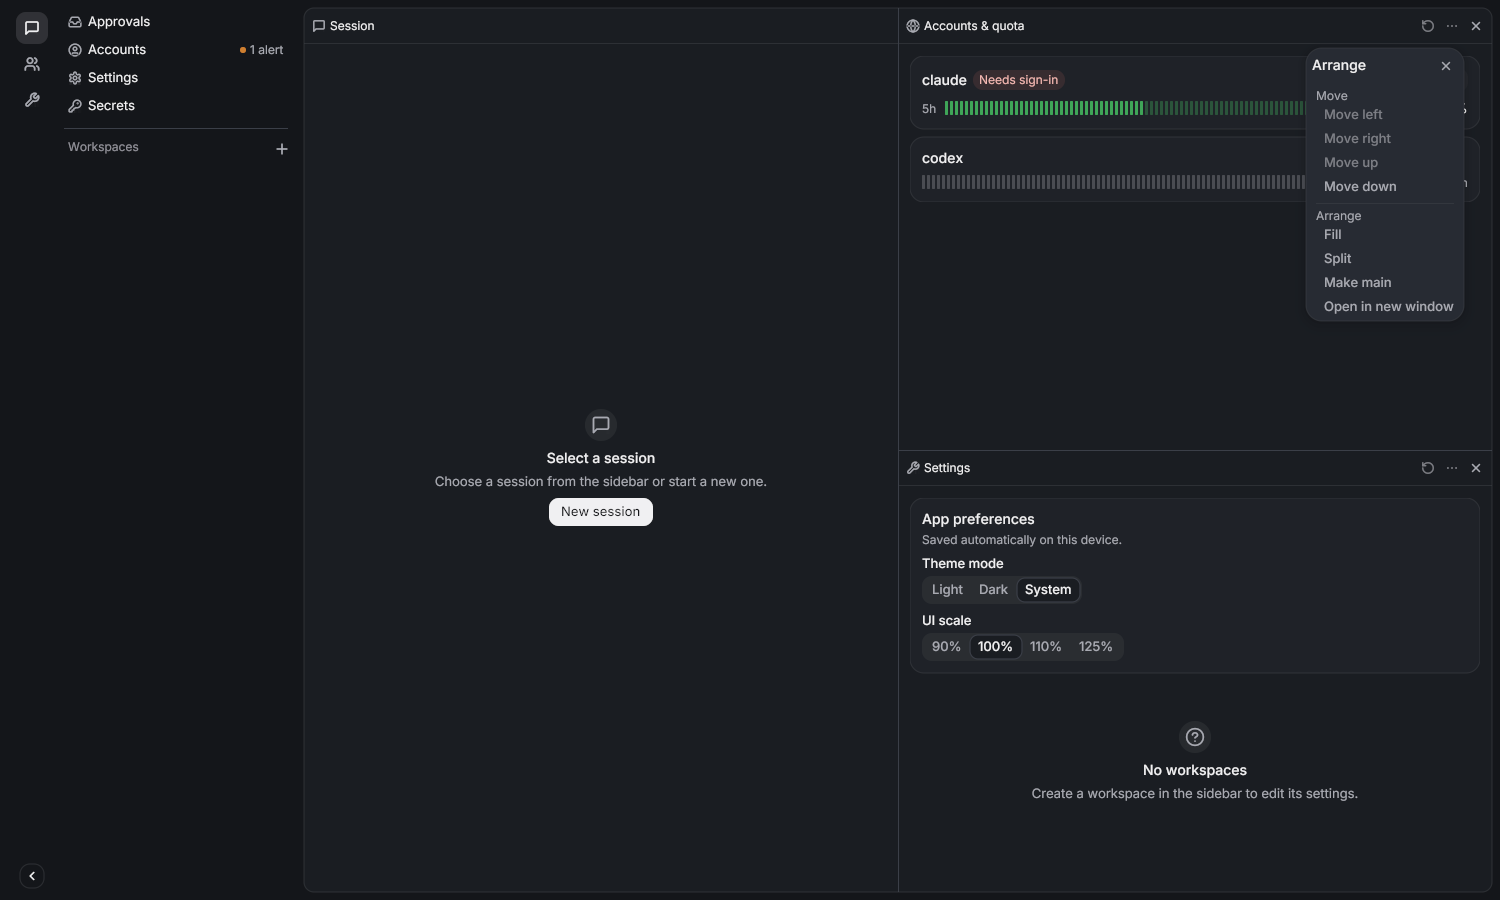 Approvals
Accounts
1 alert
Settings
Secrets
Workspaces
Session
Select a session
Choose a session from the sidebar or start a new one.
New session
Accounts & quota
claude
Needs sign-in
5h
codex
Arrange
Move
Move left
Move right
Move up
Move down
Arrange
Fill
Split
Make main
Open in new window
Settings
App preferences
Saved automatically on this device.
Theme mode
Light Dark System
UI scale
90% 100% 110% 125%
No workspaces
Create a workspace in the sidebar to edit its settings.